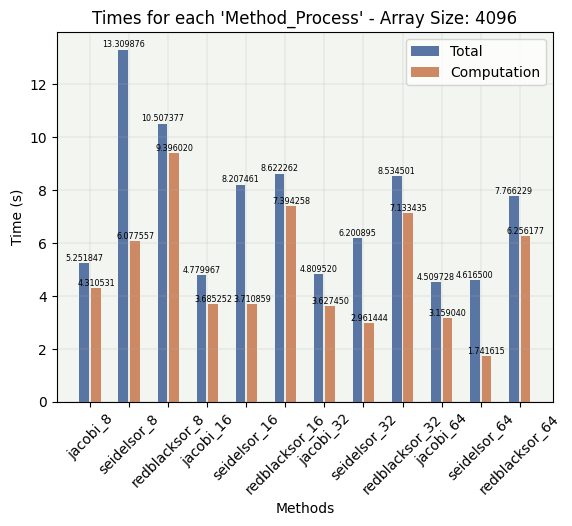 Times for each 'Method_Process' - Array Size: 4096
Total
Computation
Time (s)
12
10
8
6
4
2
0
5.251847
4.310531
13.309876
6.077557
10.507377
9.396020
4.779967
3.685252
8.207461
3.710859
8.622262
7.394258
4.809520
3.627450
6.200895
2.961444
8.534501
7.133435
4.509728
3.159040
4.616500
1.741615
7.766229
6.256177
jacobi_8
seidelsor_8
redblacksor_8
jacobi_16
seidelsor_16
redblacksor_16
jacobi_32
seidelsor_32
redblacksor_32
jacobi_64
seidelsor_64
redblacksor_64
Methods